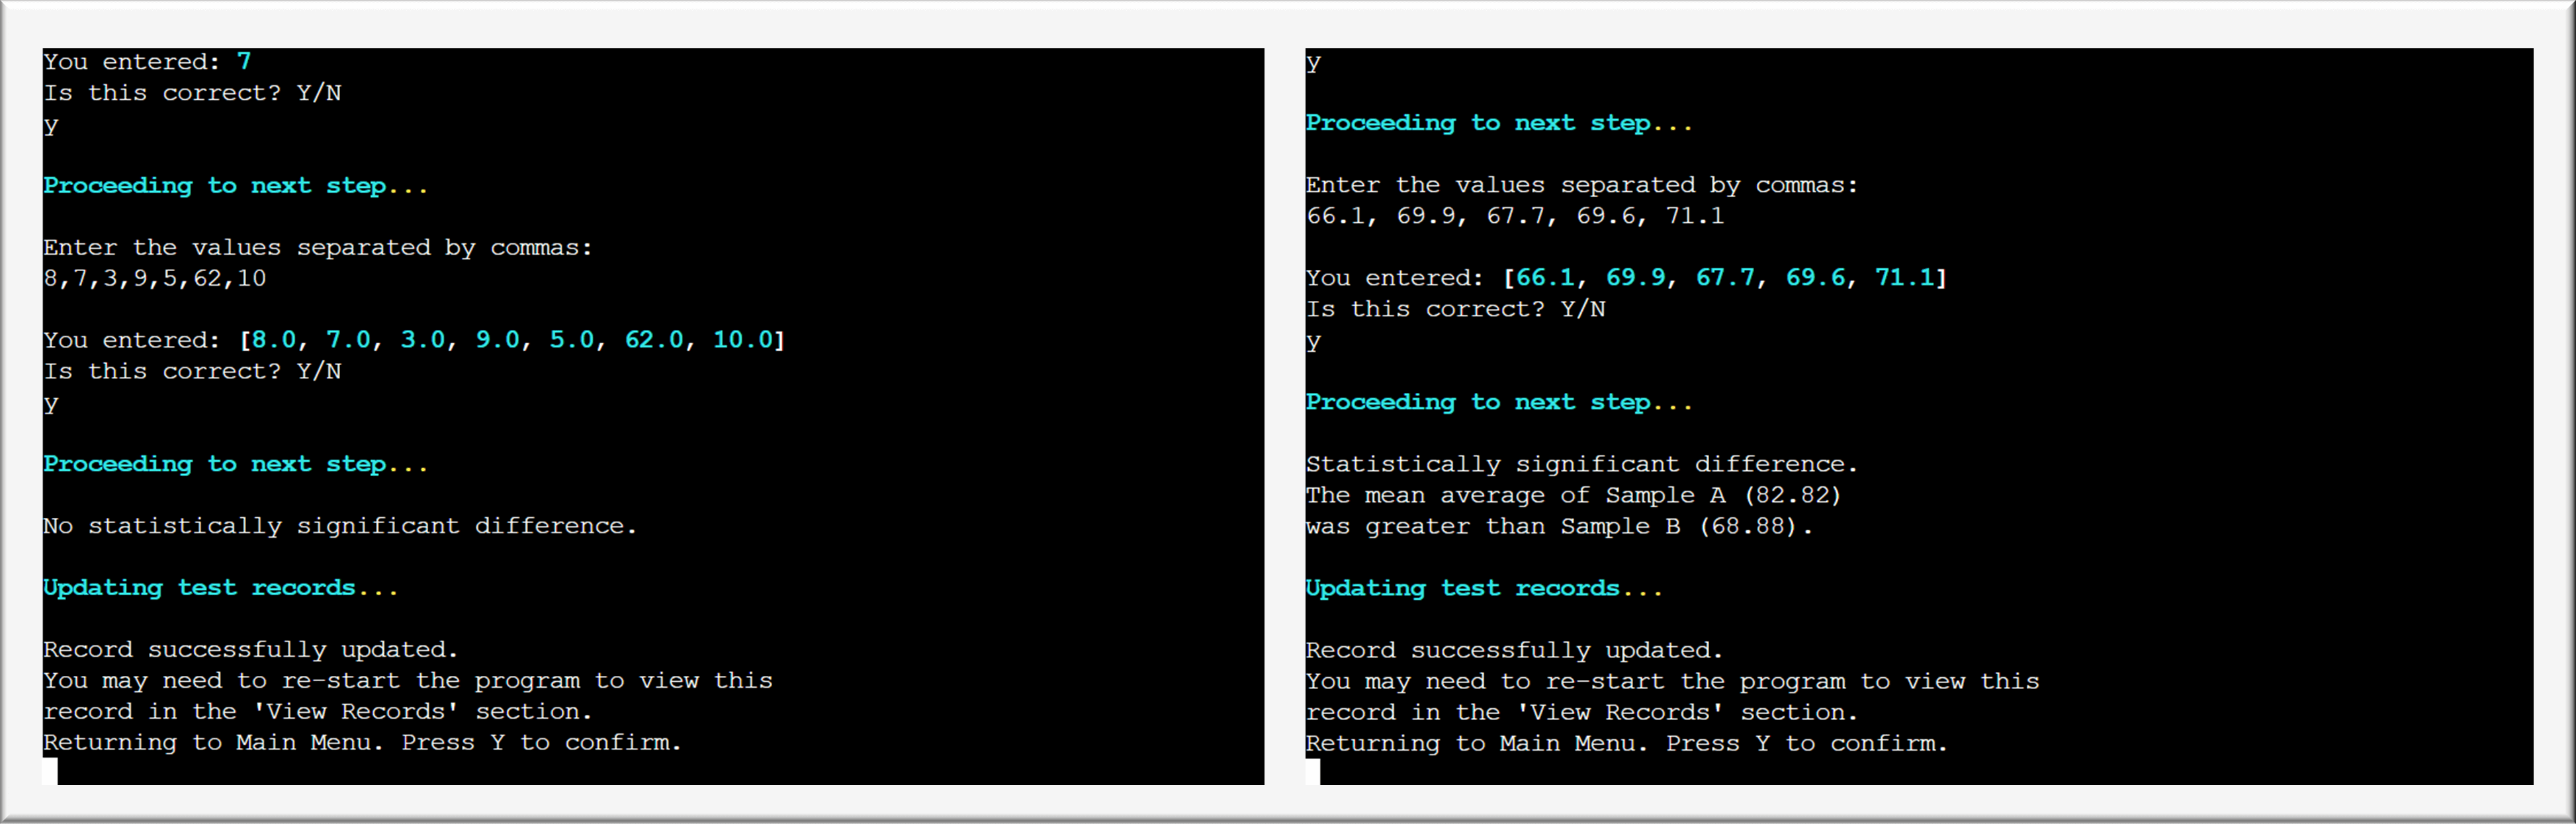 You entered: 7
Is this correct? Y/N
y
Proceeding to next step...
Enter the values separated by commas:
8,7,3,9,5,62,10
You entered: [8.0, 7.0, 3.0, 9.0, 5.0, 62.0, 10.0]
Is this correct? Y/N
y
Proceeding to next step...
No statistically significant difference.
Updating test records...
Record successfully updated.
You may need to re-start the program to view this
record in the 'View Records' section.
Returning to Main Menu. Press Y to confirm.
y
Proceeding to next step...
Enter the values separated by commas:
66.1, 69.9, 67.7, 69.6, 71.1
You entered: [66.1, 69.9, 67.7, 69.6, 71.1]
Is this correct? Y/N
y
Proceeding to next step...
Statistically significant difference.
The mean average of Sample A (82.82)
was greater than Sample B (68.88).
Updating test records...
Record successfully updated.
You may need to re-start the program to view this
record in the 'View Records' section.
Returning to Main Menu. Press Y to confirm.